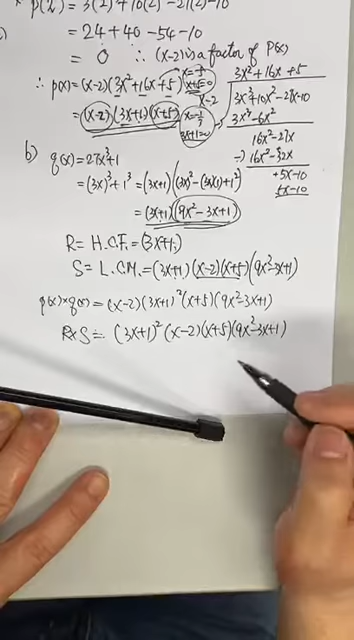 p(2) = 3(2)³+10(2)²-21(2)-10
= 24+40-54-10
= 0 ∴ (x-2) is a factor of P(x)
∴ p(x)=(x-2)(3x²+16x+5)
= (x-2)(3x+1)(x+5)
x=-5
x+5=0
x=-1/3
3x+1=0
3x²+16x+5
x-2
3x³+10x²-21x-10
3x³-6x²
16x²-21x
-) 16x²-32x
+5x-10
5x-10
b) q(x)=27x³+1
= (3x)³+1³ = (3x+1)((3x)²-(3x)(1)+1²)
= (3x+1)(9x²-3x+1)
R = H.C.F. = (3x+1)
S = L.C.M. = (3x+1)(x-2)(x+5)(9x²-3x+1)
p(x)×q(x) = (x-2)(3x+1)²(x+5)(9x²-3x+1)
R×S = (3x+1)²(x-2)(x+5)(9x²-3x+1)